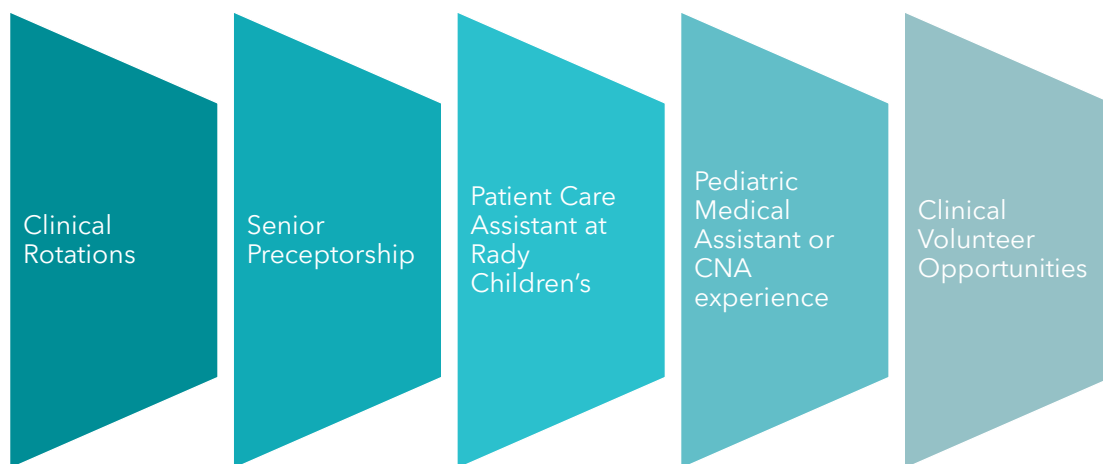 Clinical
Rotations
Senior
Preceptorship
Patient Care
Assistant at
Rady
Children’s
Pediatric
Medical
Assistant or
CNA
experience
Clinical
Volunteer
Opportunities